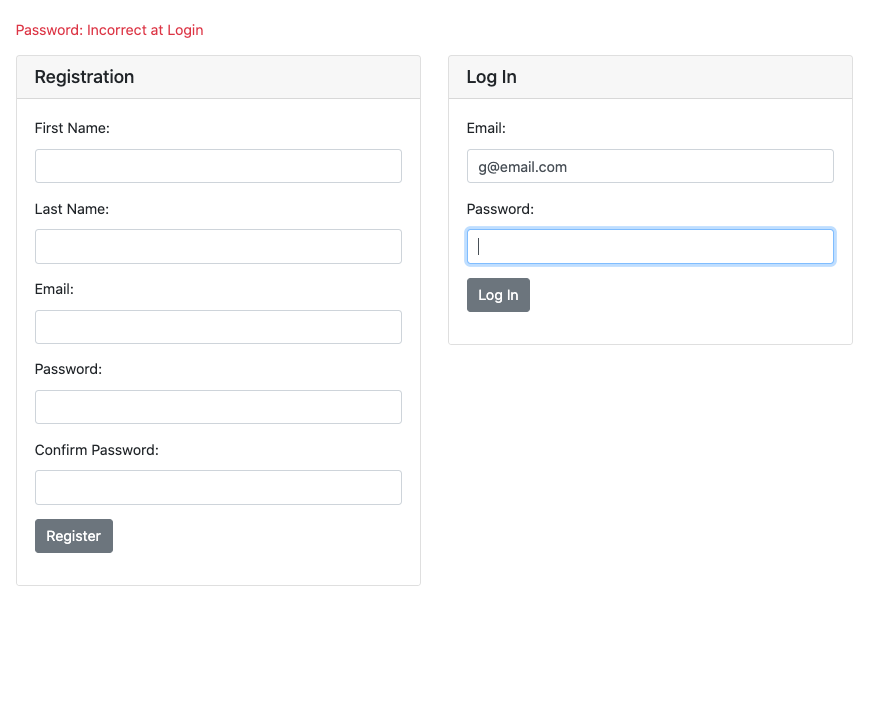 Password: Incorrect at Login
Registration
First Name:
Last Name:
Email:
Password:
Confirm Password:
Register
Log In
Email:
g@email.com
Password:
Log In